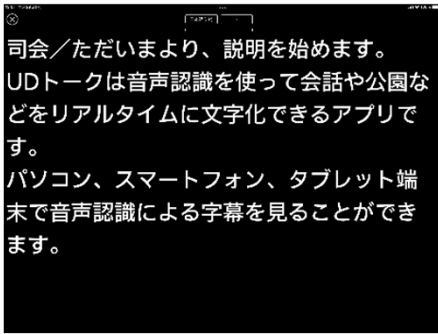 司会／ただいまより、説明を始めます。
UDトークは音声認識を使って会話や公園な
どをリアルタイムに文字化できるアプリで
す。
パソコン、スマートフォン、タブレット端
末で音声認識による字幕を見ることができ
ます。